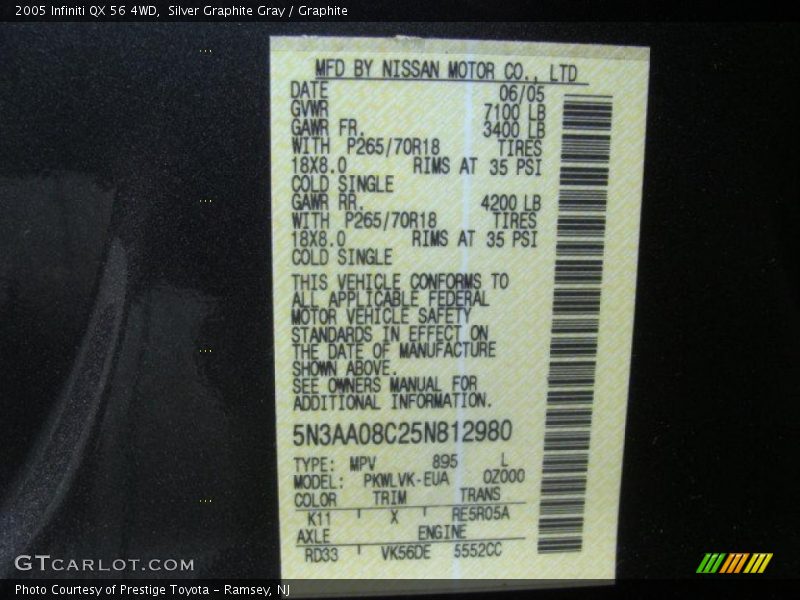 2005 Infiniti QX 56 4WD, Silver Graphite Gray / Graphite
MFD BY NISSAN MOTOR CO., LTD
DATE 06/05
GVWR 7100 LB
GAWR FR. 3400 LB
WITH P265/70R18 TIRES
18X8.0 RIMS AT 35 PSI
COLD SINGLE
GAWR RR. 4200 LB
WITH P265/70R18 TIRES
18X8.0 RIMS AT 35 PSI
COLD SINGLE
THIS VEHICLE CONFORMS TO
ALL APPLICABLE FEDERAL
MOTOR VEHICLE SAFETY
STANDARDS IN EFFECT ON
THE DATE OF MANUFACTURE
SHOWN ABOVE.
SEE OWNERS MANUAL FOR
ADDITIONAL INFORMATION.
5N3AA08C25N812980
TYPE: MPV 895 L
MODEL: PKWLVK-EUA 0Z000
COLOR TRIM TRANS
K11 X RE5R05A
AXLE ENGINE
RD33 VK56DE 5552CC
GTCARLOT.COM
Photo Courtesy of Prestige Toyota - Ramsey, NJ